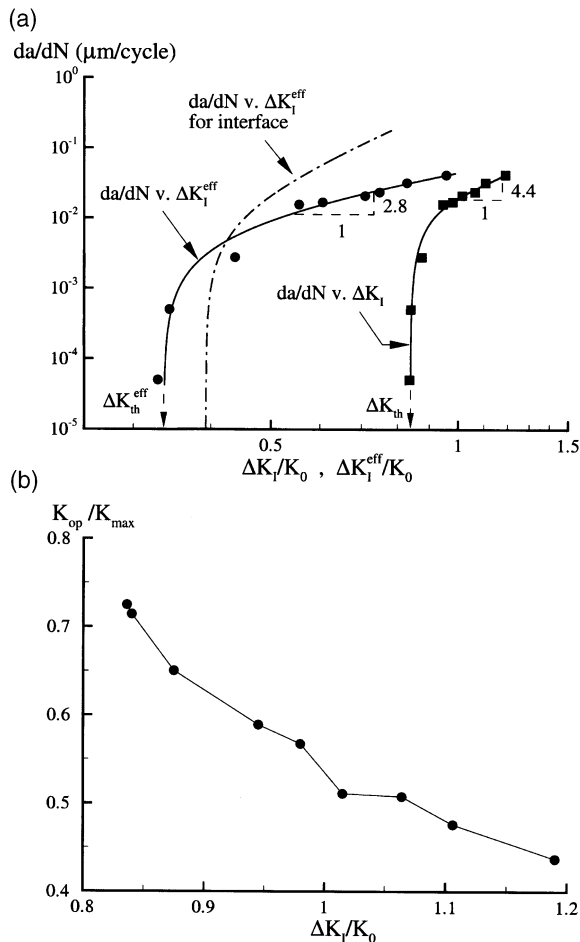 (a)
da/dN (μm/cycle)
10⁰
10⁻¹
10⁻²
10⁻³
10⁻⁴
10⁻⁵
da/dN v. ΔK_I^eff
for interface
da/dN v. ΔK_I^eff
2.8
1
4.4
1
da/dN v. ΔK_I
ΔK_th^eff
ΔK_th
0.5
1
1.5
ΔK_I/K_0 , ΔK_I^eff/K_0
(b)
K_op/K_max
0.8
0.7
0.6
0.5
0.4
0.8
0.9
1
1.1
1.2
ΔK_I/K_0